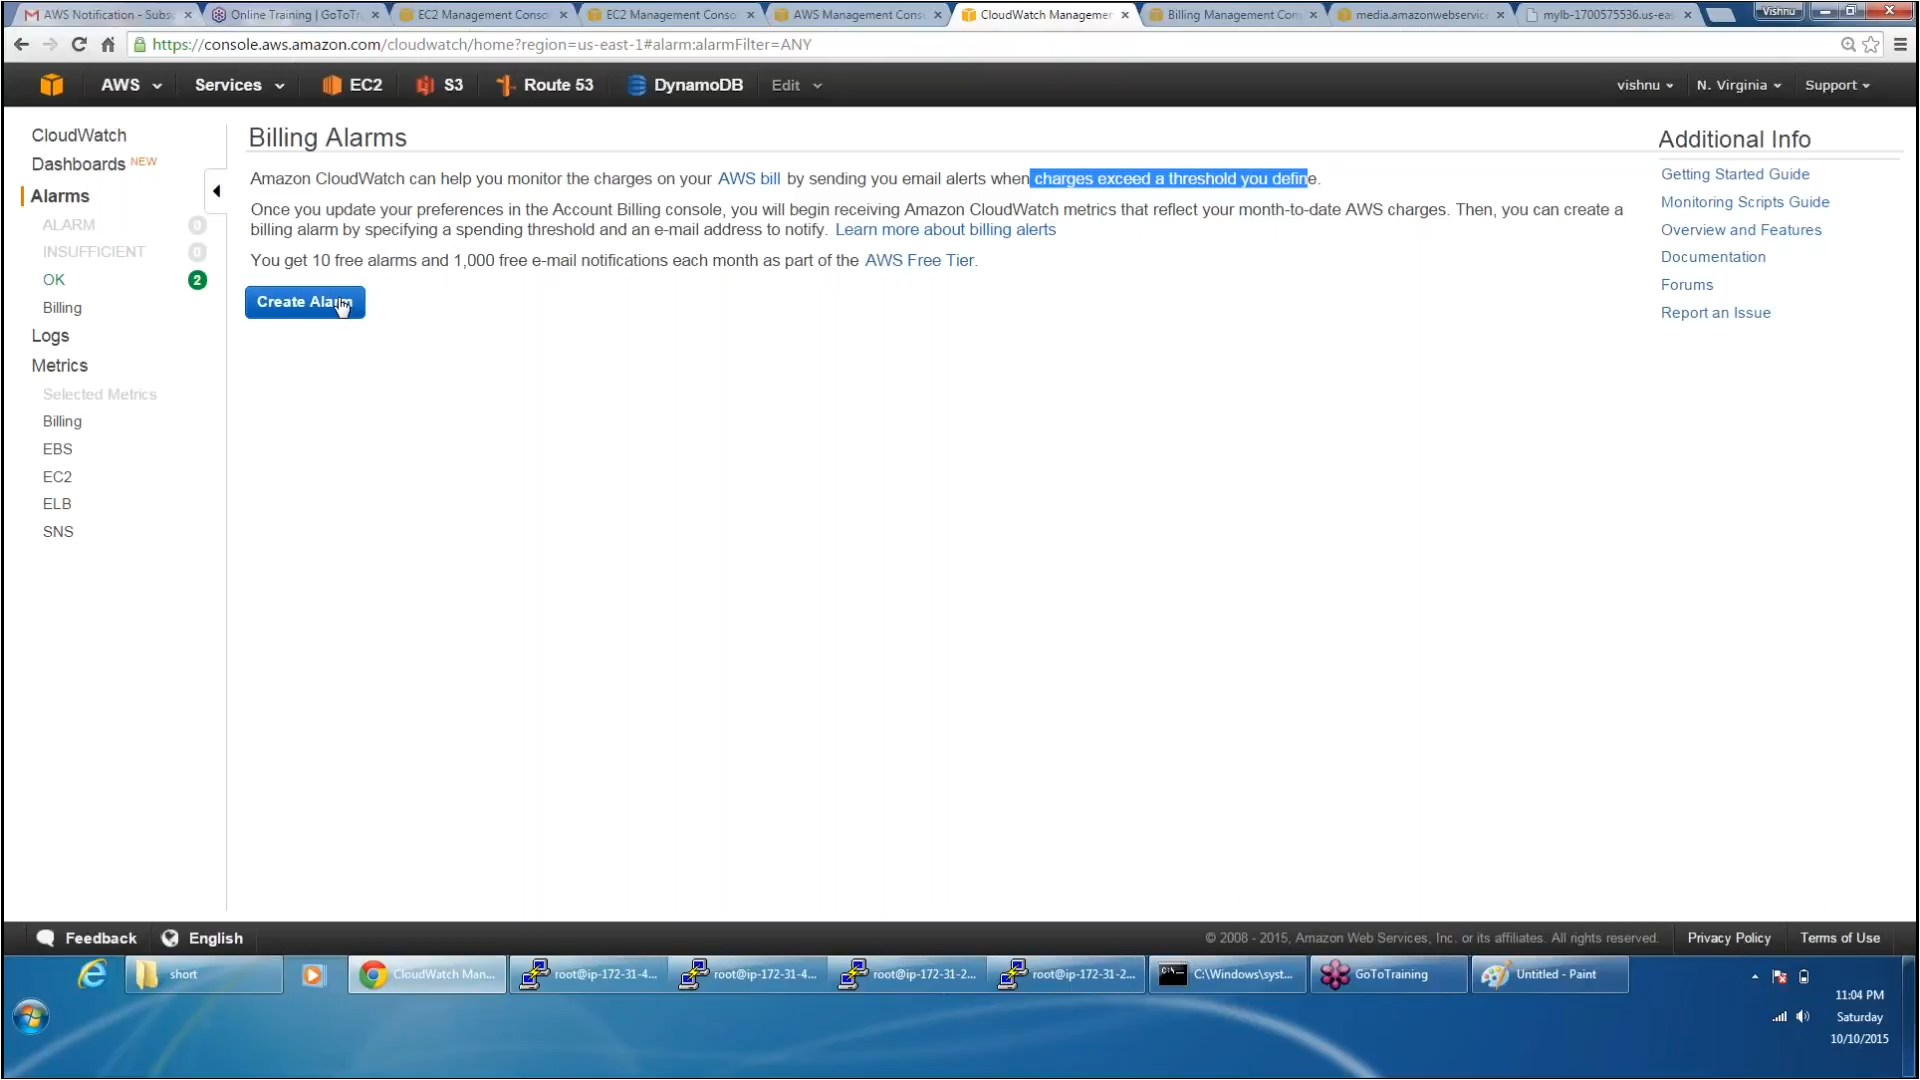 AWS Notification - Subsc
Online Training | GoToTr
EC2 Management Conso
EC2 Management Conso
AWS Management Cons
CloudWatch Managemen
Billing Management Con
media.amazonwebservice
mylb-1700575536.us-eas
Vishnu
https://console.aws.amazon.com/cloudwatch/home?region=us-east-1#alarm:alarmFilter=ANY
AWS
Services
EC2
S3
Route 53
DynamoDB
Edit
vishnu
N. Virginia
Support
CloudWatch
Dashboards NEW
Alarms
ALARM 0
INSUFFICIENT 0
OK 2
Billing
Logs
Metrics
Selected Metrics
Billing
EBS
EC2
ELB
SNS
Billing Alarms
Amazon CloudWatch can help you monitor the charges on your AWS bill by sending you email alerts when charges exceed a threshold you define.
Once you update your preferences in the Account Billing console, you will begin receiving Amazon CloudWatch metrics that reflect your month-to-date AWS charges. Then, you can create a
billing alarm by specifying a spending threshold and an e-mail address to notify. Learn more about billing alerts
You get 10 free alarms and 1,000 free e-mail notifications each month as part of the AWS Free Tier.
Create Alarm
Additional Info
Getting Started Guide
Monitoring Scripts Guide
Overview and Features
Documentation
Forums
Report an Issue
Feedback
English
© 2008 - 2015, Amazon Web Services, Inc. or its affiliates. All rights reserved.
Privacy Policy
Terms of Use
short
CloudWatch Man...
root@ip-172-31-4...
root@ip-172-31-4...
root@ip-172-31-2...
root@ip-172-31-2...
C:\Windows\syst...
GoToTraining
Untitled - Paint
11:04 PM
Saturday
10/10/2015